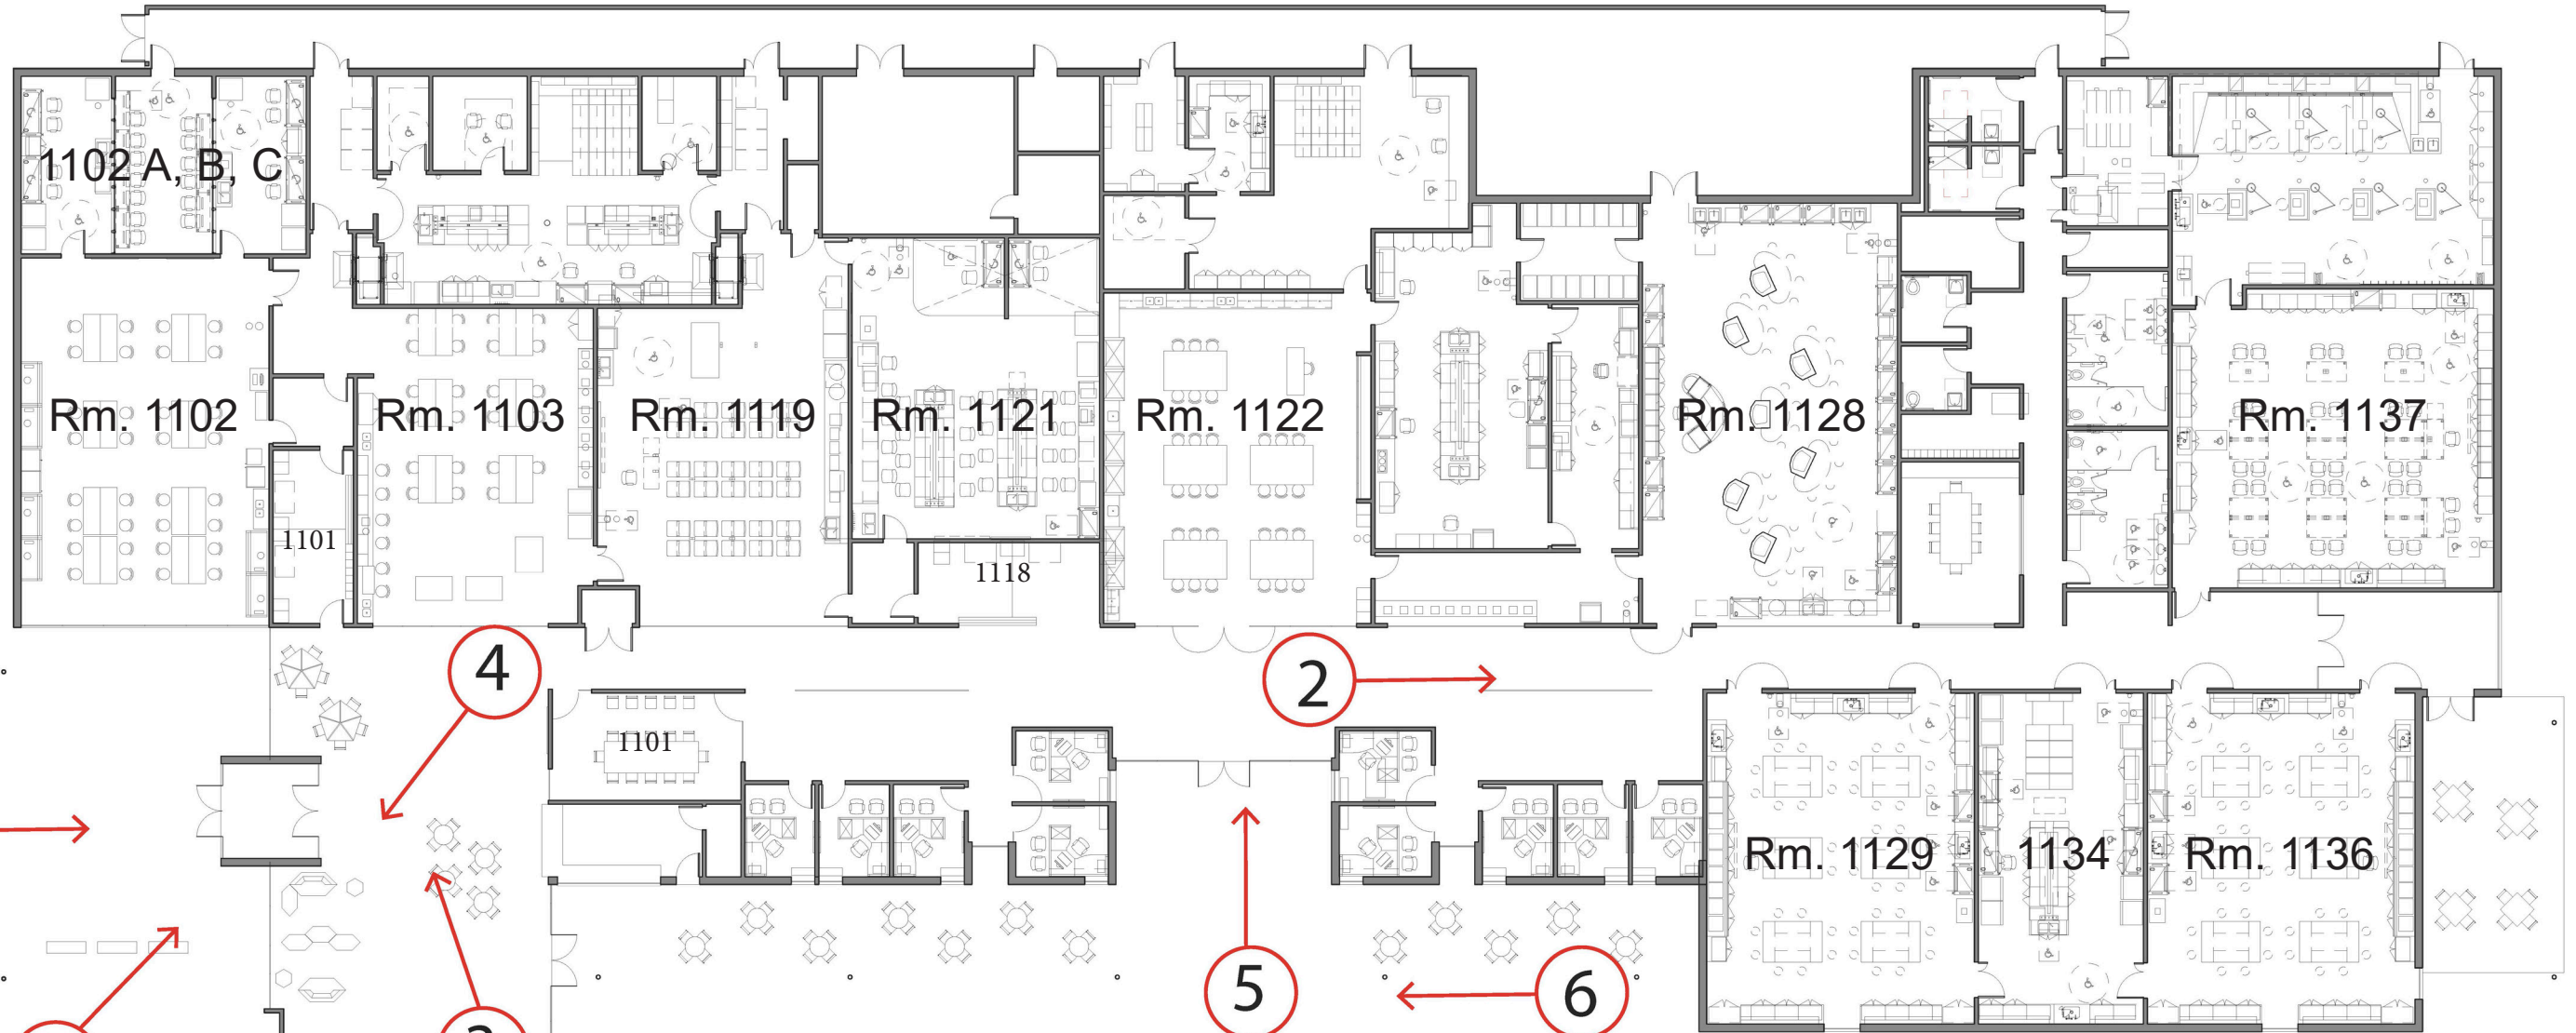 1102 A, B, C
Rm. 1102
Rm. 1103
Rm. 1119
Rm. 1121
Rm. 1122
Rm. 1128
Rm. 1137
1101
1118
4
2
1101
Rm. 1129
1134
Rm. 1136
5
6